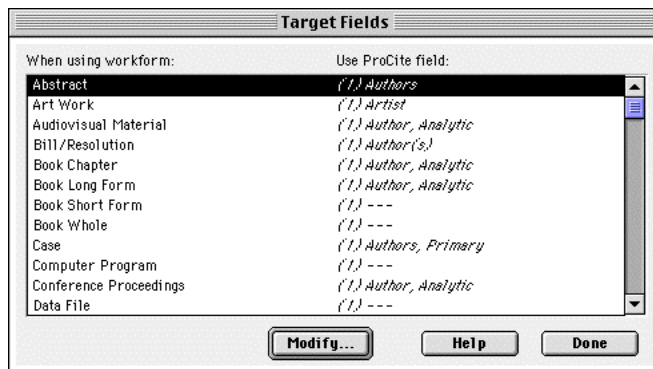 Target Fields
When using workform: Use ProCite field:
Abstract (1) Authors
Art Work (1) Artist
Audiovisual Material (1) Author, Analytic
Bill/Resolution (1) Author(s)
Book Chapter (1) Author, Analytic
Book Long Form (1) Author, Analytic
Book Short Form (1) ---
Book Whole (1) ---
Case (1) Authors, Primary
Computer Program (1) ---
Conference Proceedings (1) Author, Analytic
Data File (1) ---
Modify... Help Done